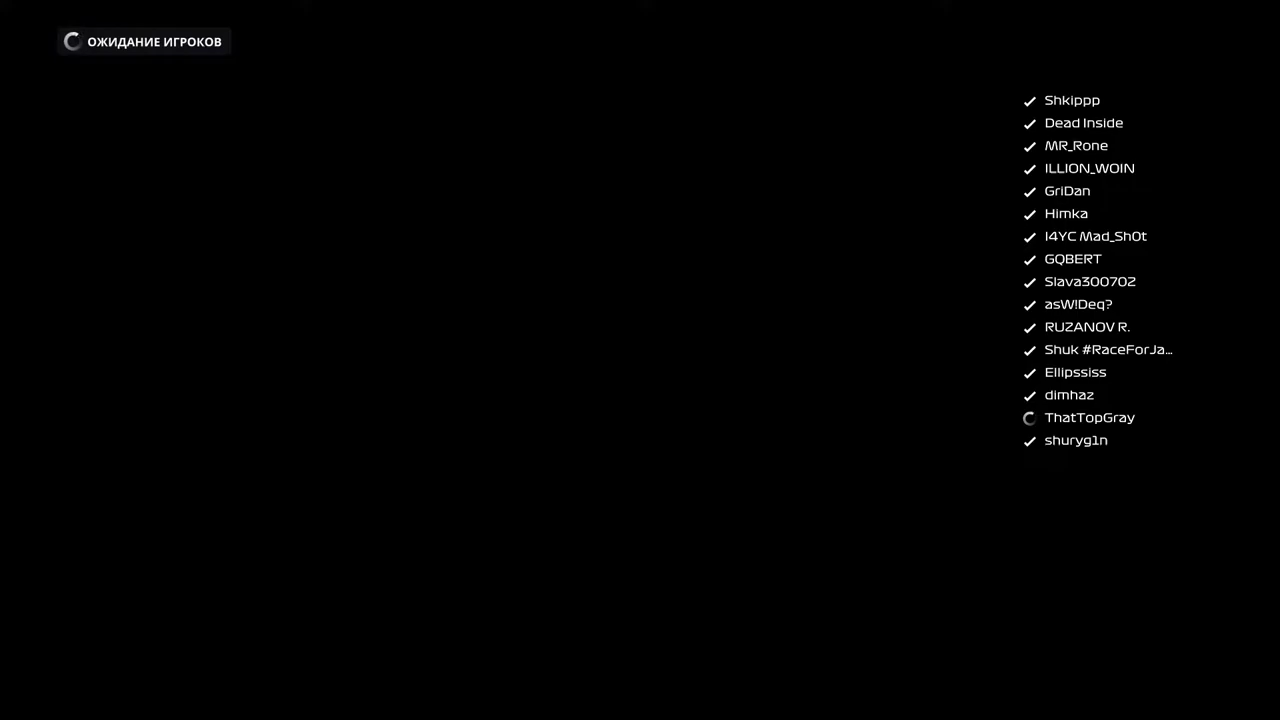 ОЖИДАНИЕ ИГРОКОВ
Shkippp
Dead Inside
MR_Rone
ILLION_WOIN
GriDan
Himka
I4YC Mad_Sh0t
GQBERT
Slava300702
asW!Deq?
RUZANOV R.
Shuk #RaceForJa...
Ellipssiss
dimhaz
ThatTopGray
shuryg1n